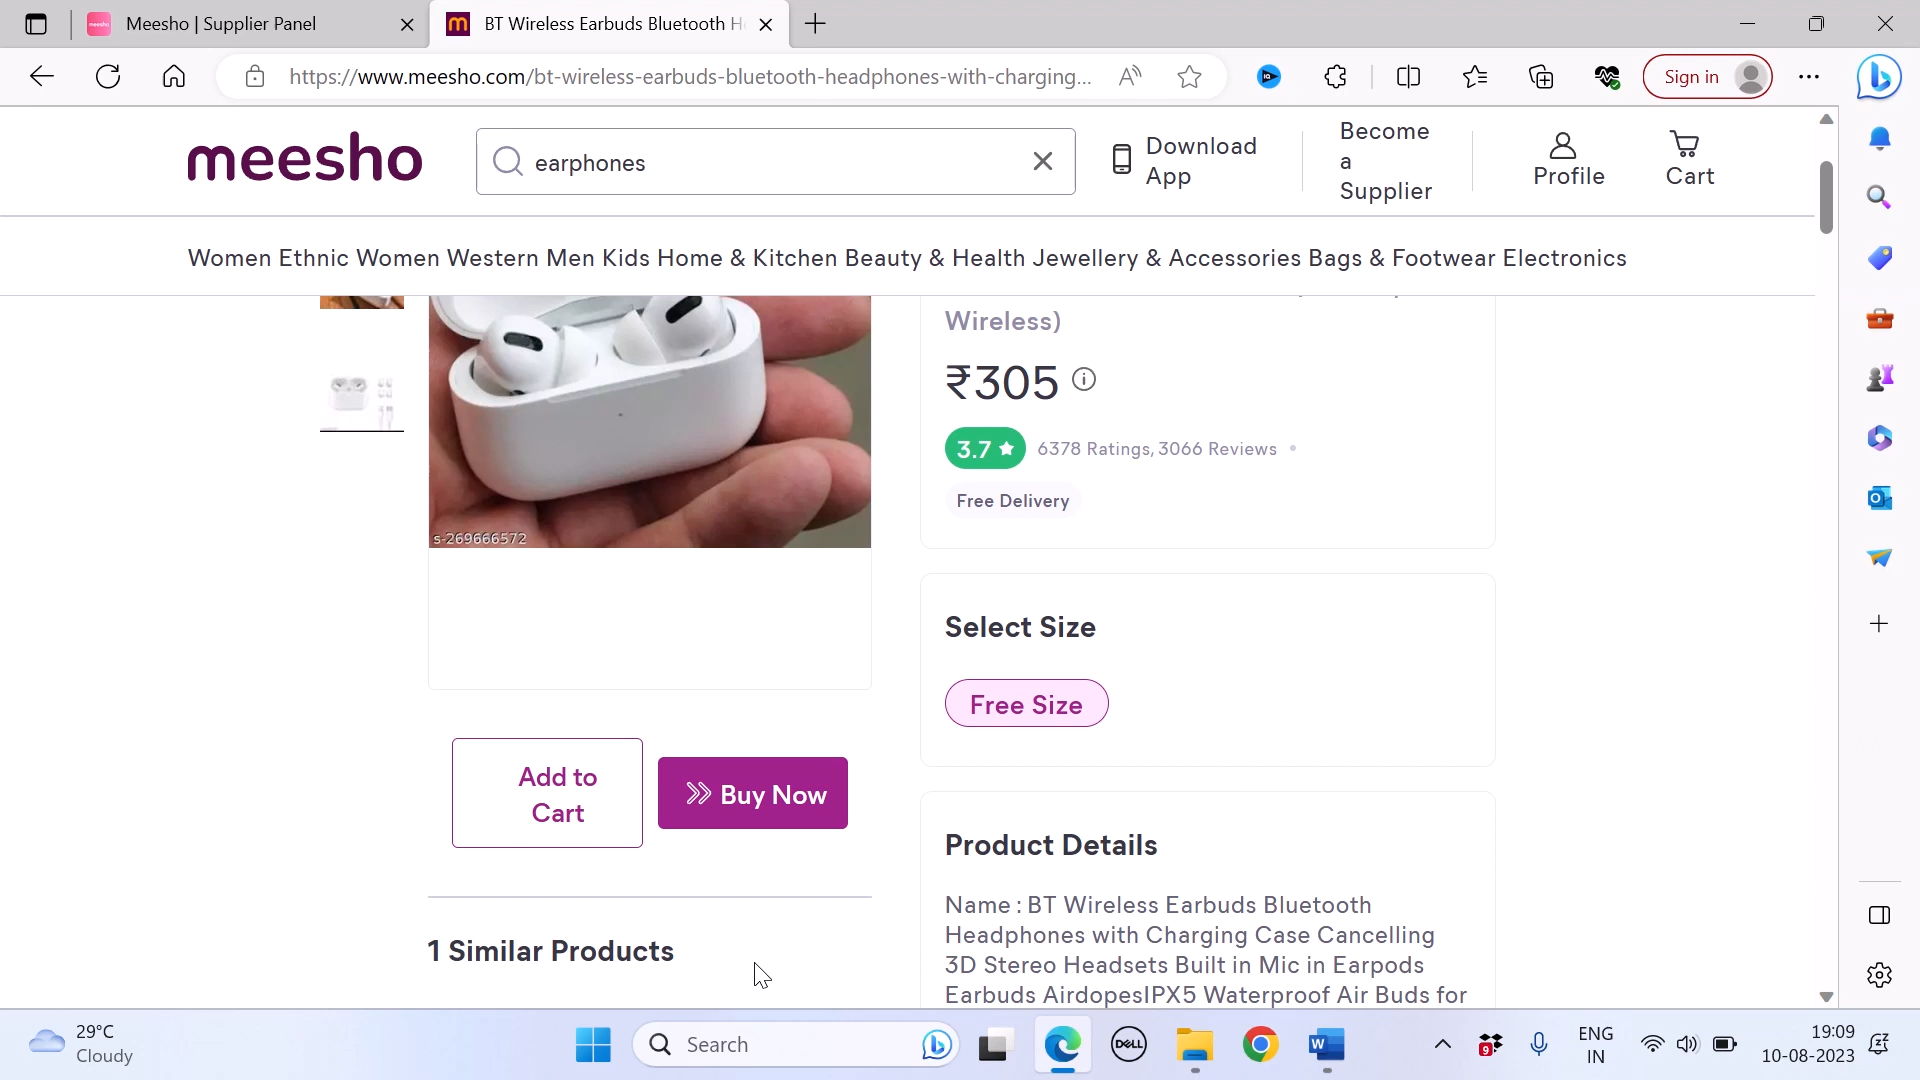 Meesho | Supplier Panel
BT Wireless Earbuds Bluetooth H
https://www.meesho.com/bt-wireless-earbuds-bluetooth-headphones-with-charging...
Sign in
meesho
earphones
Download
App
Become
a
Supplier
Profile
Cart
Women Ethnic Women Western Men Kids Home & Kitchen Beauty & Health Jewellery & Accessories Bags & Footwear Electronics
Wireless)
₹305
3.7
6378 Ratings, 3066 Reviews
Free Delivery
s-269666572
Select Size
Free Size
Add to
Cart
Buy Now
Product Details
Name : BT Wireless Earbuds Bluetooth
Headphones with Charging Case Cancelling
3D Stereo Headsets Built in Mic in Earpods
Earbuds AirdopesIPX5 Waterproof Air Buds for
1 Similar Products
29°C
Cloudy
Search
DELL
9
ENG
IN
19:09
10-08-2023